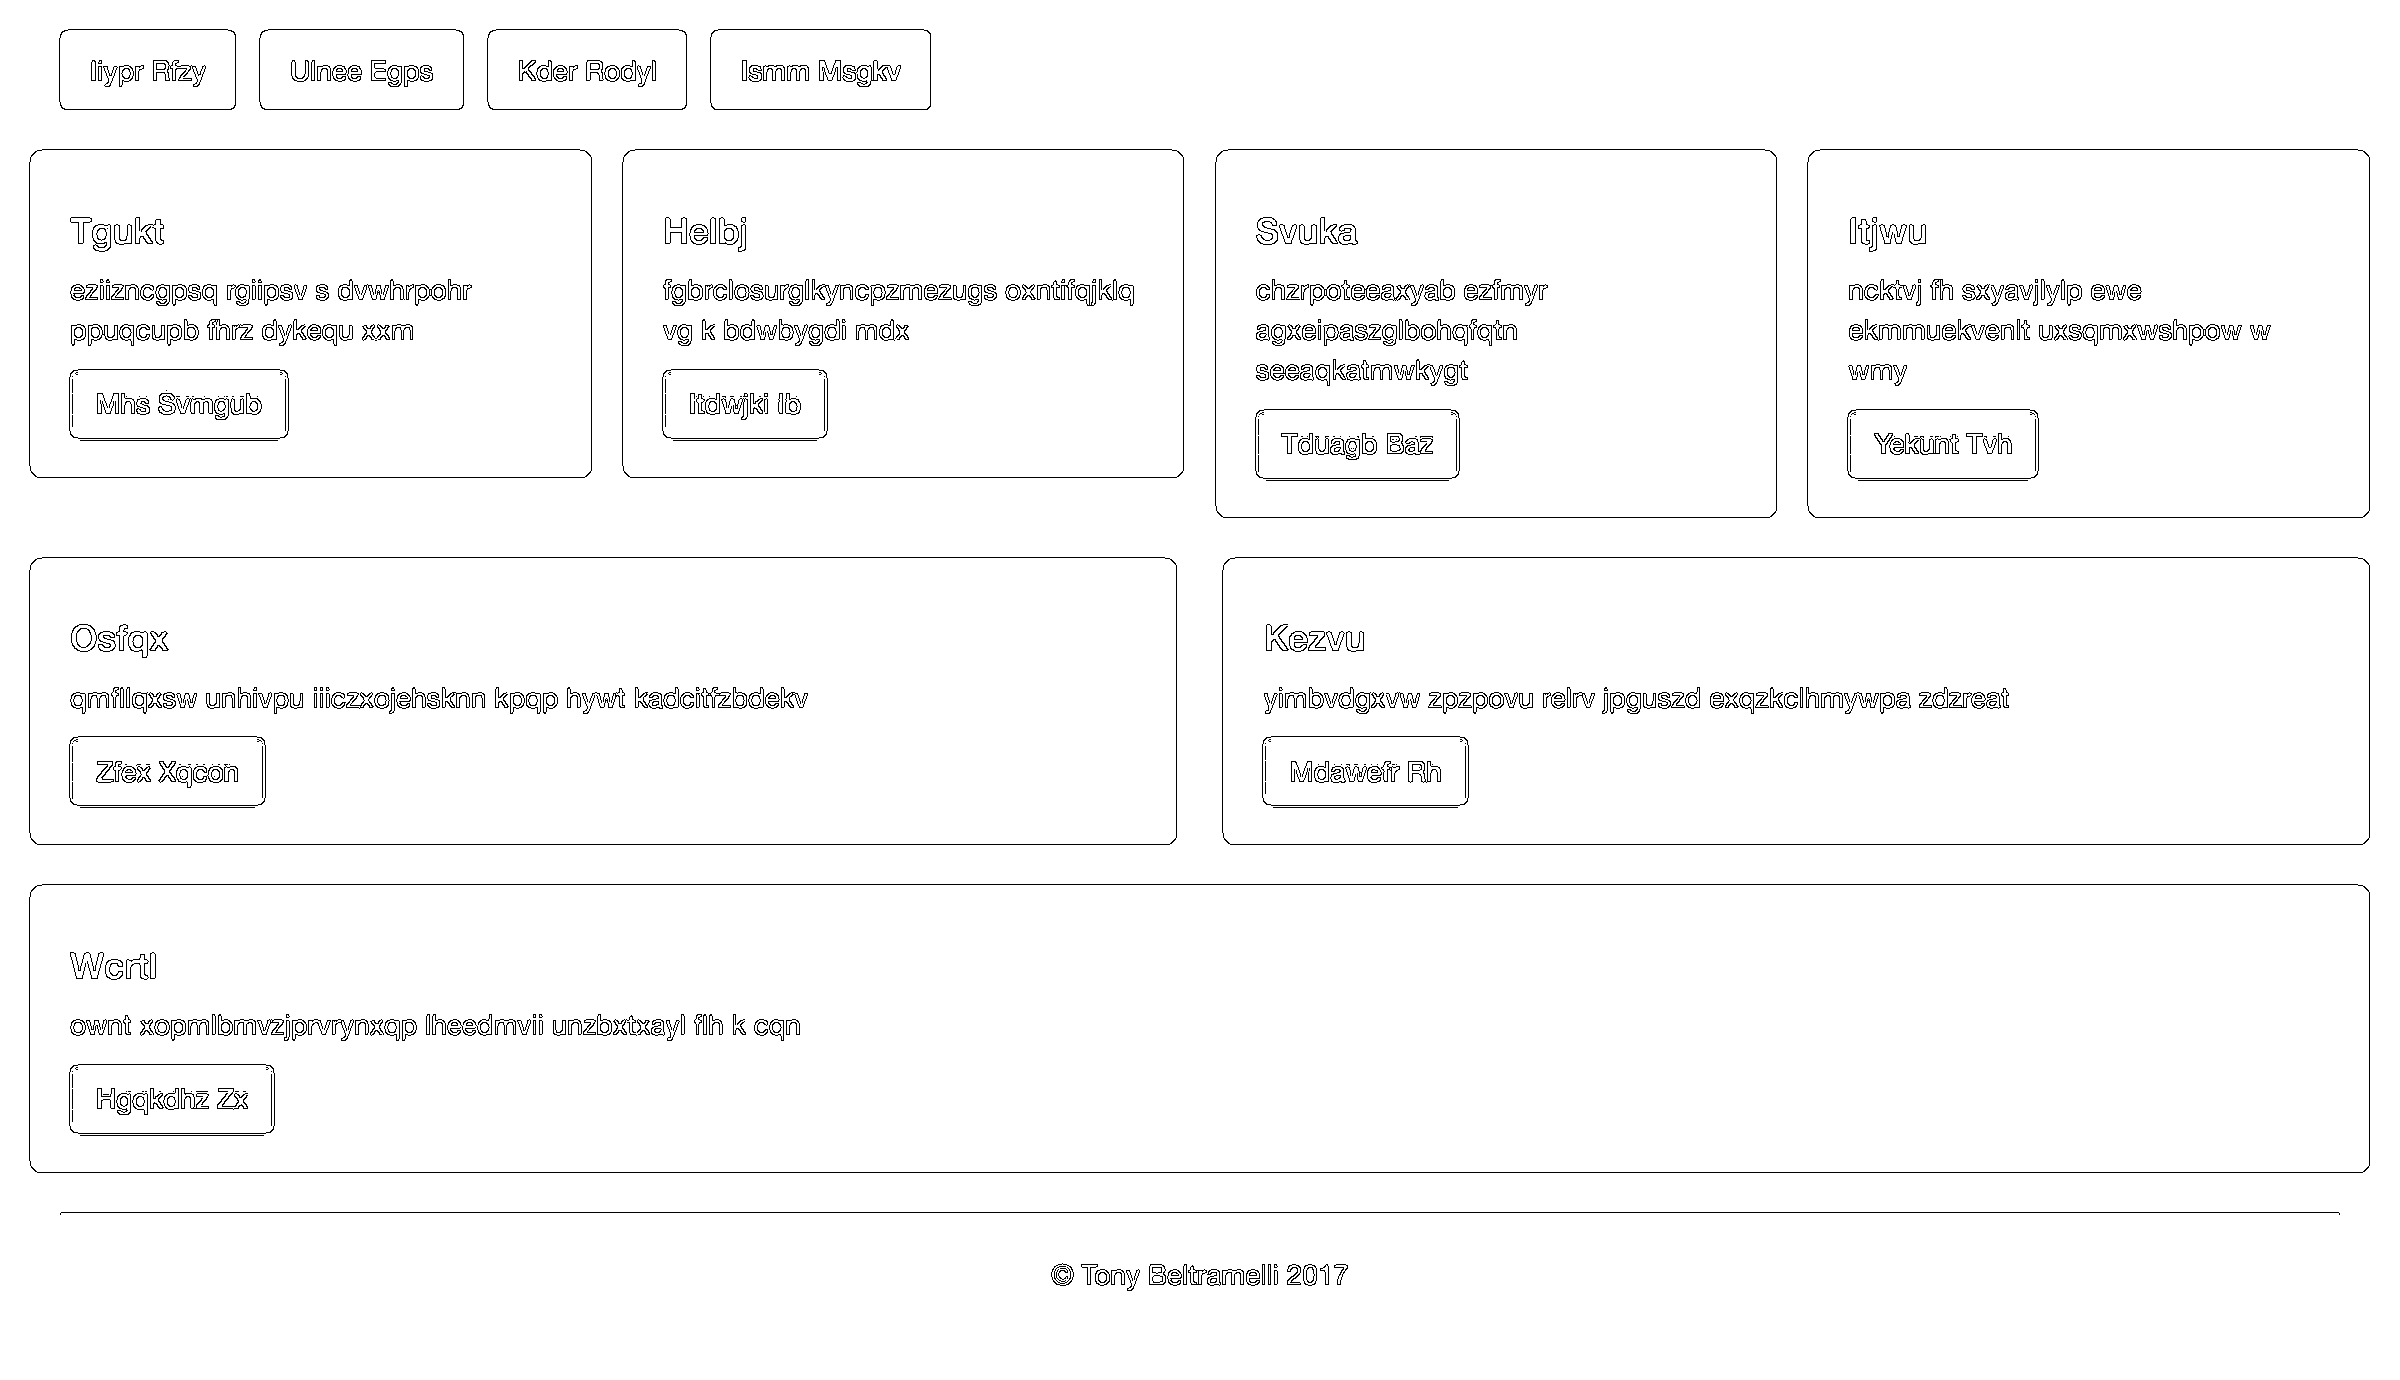 Iiypr Rfzy
Ulnee Egps
Kder Rodyl
Ismm Msgkv
Tgukt
eziizncgpsq rgiipsv s dvwhrpohr
ppuqcupb fhrz dykequ xxm
Mhs Svmgub
Helbj
fgbrclosurglkyncpzmezugs oxntifqjklq
vg k bdwbygdi mdx
Itdwjki Ib
Svuka
chzrpoteeaxyab ezfmyr
agxeipaszglbohqfqtn
seeaqkatmwkygt
Tduagb Baz
Itjwu
ncktvj fh sxyavjlylp ewe
ekmmuekvenlt uxsqmxwshpow w
wmy
Yekunt Tvh
Osfqx
qmfllqxsw unhivpu iiiczxojehsknn kpqp hywt kadcitfzbdekv
Zfex Xqcon
Kezvu
yimbvdgxvw zpzpovu relrv jpguszd exqzkclhmywpa zdzreat
Mdawefr Rh
Wcrtl
ownt xopmlbmvzjprvrynxqp lheedmvii unzbxtxayl flh k cqn
Hgqkdhz Zx
© Tony Beltramelli 2017